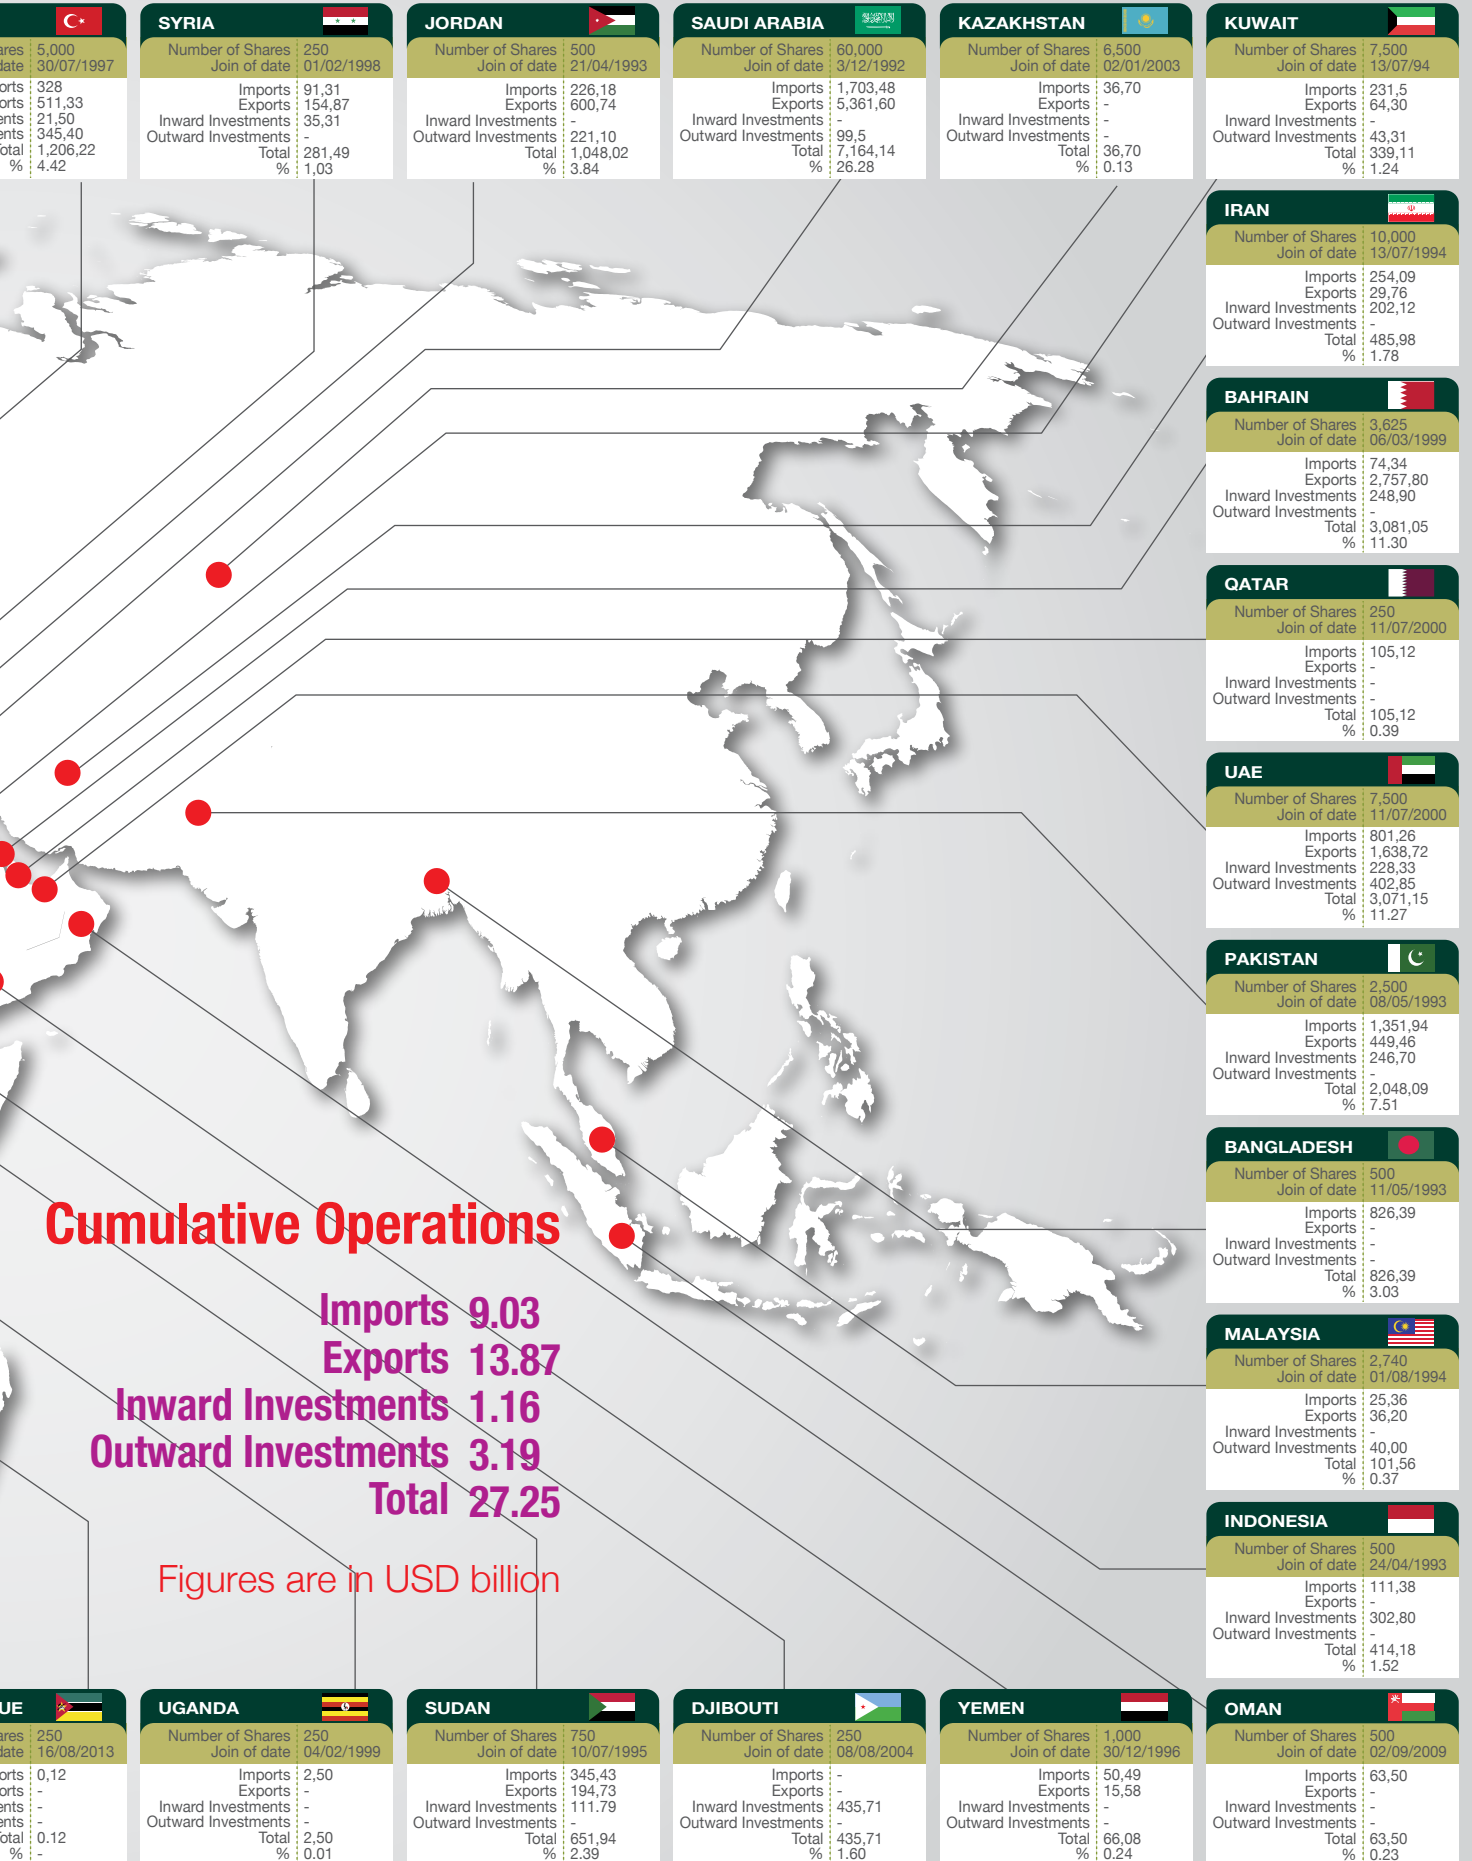 ares 5,000
date 30/07/1997
orts 328
orts 511,33
ents 21,50
ents 345,40
otal 1,206,22
% 4.42
SYRIA
Number of Shares 250
Join of date 01/02/1998
Imports 91,31
Exports 154,87
Inward Investments 35,31
Outward Investments -
Total 281,49
% 1,03
JORDAN
Number of Shares 500
Join of date 21/04/1993
Imports 226,18
Exports 600,74
Inward Investments -
Outward Investments 221,10
Total 1,048,02
% 3.84
SAUDI ARABIA
Number of Shares 60,000
Join of date 3/12/1992
Imports 1,703,48
Exports 5,361,60
Inward Investments -
Outward Investments 99,5
Total 7,164,14
% 26.28
KAZAKHSTAN
Number of Shares 6,500
Join of date 02/01/2003
Imports 36,70
Exports -
Inward Investments -
Outward Investments -
Total 36,70
% 0.13
KUWAIT
Number of Shares 7,500
Join of date 13/07/94
Imports 231,5
Exports 64,30
Inward Investments -
Outward Investments 43,31
Total 339,11
% 1.24
IRAN
Number of Shares 10,000
Join of date 13/07/1994
Imports 254,09
Exports 29,76
Inward Investments 202,12
Outward Investments -
Total 485,98
% 1.78
BAHRAIN
Number of Shares 3,625
Join of date 06/03/1999
Imports 74,34
Exports 2,757,80
Inward Investments 248,90
Outward Investments -
Total 3,081,05
% 11.30
QATAR
Number of Shares 250
Join of date 11/07/2000
Imports 105,12
Exports -
Inward Investments -
Outward Investments -
Total 105,12
% 0.39
UAE
Number of Shares 7,500
Join of date 11/07/2000
Imports 801,26
Exports 1,638,72
Inward Investments 228,33
Outward Investments 402,85
Total 3,071,15
% 11.27
PAKISTAN
Number of Shares 2,500
Join of date 08/05/1993
Imports 1,351,94
Exports 449,46
Inward Investments 246,70
Outward Investments -
Total 2,048,09
% 7.51
BANGLADESH
Number of Shares 500
Join of date 11/05/1993
Imports 826,39
Exports -
Inward Investments -
Outward Investments -
Total 826,39
% 3.03
MALAYSIA
Number of Shares 2,740
Join of date 01/08/1994
Imports 25,36
Exports 36,20
Inward Investments -
Outward Investments 40,00
Total 101,56
% 0.37
INDONESIA
Number of Shares 500
Join of date 24/04/1993
Imports 111,38
Exports -
Inward Investments 302,80
Outward Investments -
Total 414,18
% 1.52
Cumulative Operations
Imports 9.03
Exports 13.87
Inward Investments 1.16
Outward Investments 3.19
Total 27.25
Figures are in USD billion
UE
ares 250
date 16/08/2013
orts 0,12
orts -
ents -
ents -
otal 0.12
% -
UGANDA
Number of Shares 250
Join of date 04/02/1999
Imports 2,50
Exports -
Inward Investments -
Outward Investments -
Total 2,50
% 0.01
SUDAN
Number of Shares 750
Join of date 10/07/1995
Imports 345,43
Exports 194,73
Inward Investments 111.79
Outward Investments -
Total 651,94
% 2.39
DJIBOUTI
Number of Shares 250
Join of date 08/08/2004
Imports -
Exports -
Inward Investments 435,71
Outward Investments -
Total 435,71
% 1.60
YEMEN
Number of Shares 1,000
Join of date 30/12/1996
Imports 50,49
Exports 15,58
Inward Investments -
Outward Investments -
Total 66,08
% 0.24
OMAN
Number of Shares 500
Join of date 02/09/2009
Imports 63,50
Exports -
Inward Investments -
Outward Investments -
Total 63,50
% 0.23